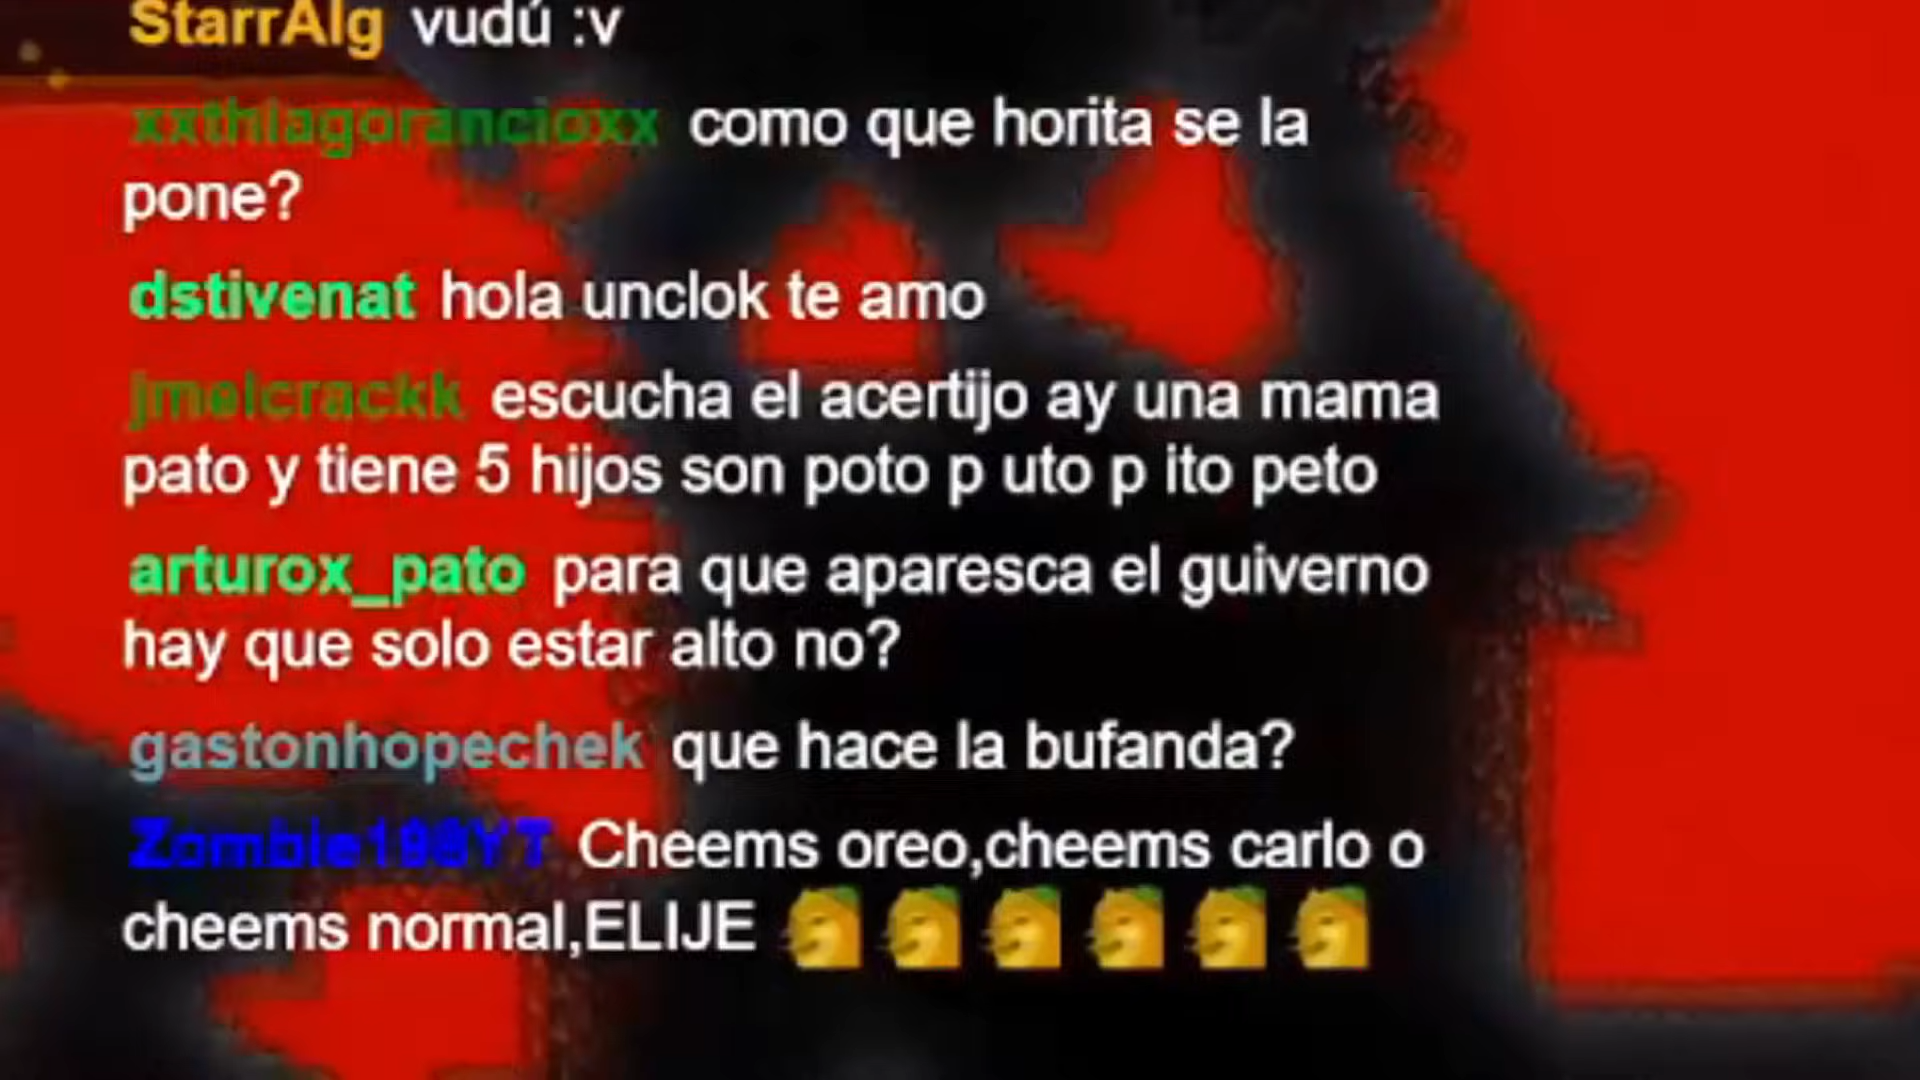 StarrAlg vudú :v
xxthiagorancioxx como que horita se la
pone?
dstivenat hola unclok te amo
jmelcrackk escucha el acertijo ay una mama
pato y tiene 5 hijos son poto p uto p ito peto
arturox_pato para que aparesca el guiverno
hay que solo estar alto no?
gastonhopechek que hace la bufanda?
Zombie198YT Cheems oreo,cheems carlo o
cheems normal,ELIJE